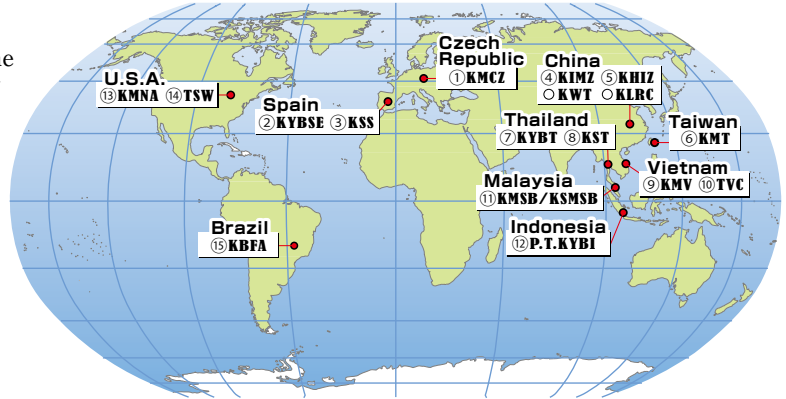 he
Czech
Republic
①KMCZ
China
④KIMZ ⑤KHIZ
○KWT ○KLRC
U.S.A.
⑬KMNA ⑭TSW
Spain
②KYBSE ③KSS
Thailand
⑦KYBT ⑧KST
Taiwan
⑥KMT
Vietnam
⑨KMV ⑩TVC
Malaysia
⑪KMSB/KSMSB
Indonesia
⑫P.T.KYBI
Brazil
⑮KBFA